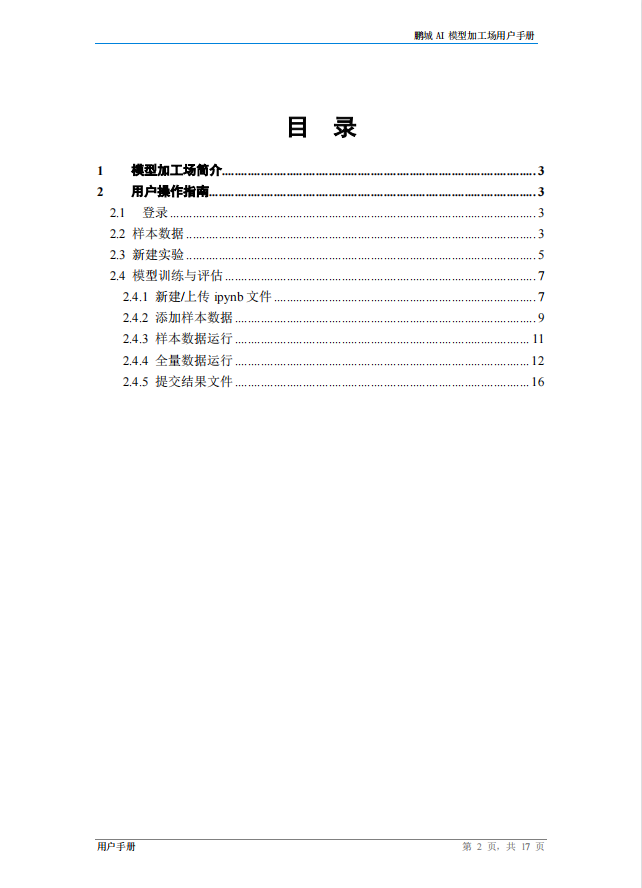 鹏城 AI 模型加工场用户手册
目 录
1 模型加工场简介 3
2 用户操作指南 3
2.1 登录 3
2.2 样本数据 3
2.3 新建实验 5
2.4 模型训练与评估 7
2.4.1 新建/上传 ipynb 文件 7
2.4.2 添加样本数据 9
2.4.3 样本数据运行 11
2.4.4 全量数据运行 12
2.4.5 提交结果文件 16
用户手册 第 2 页，共 17 页